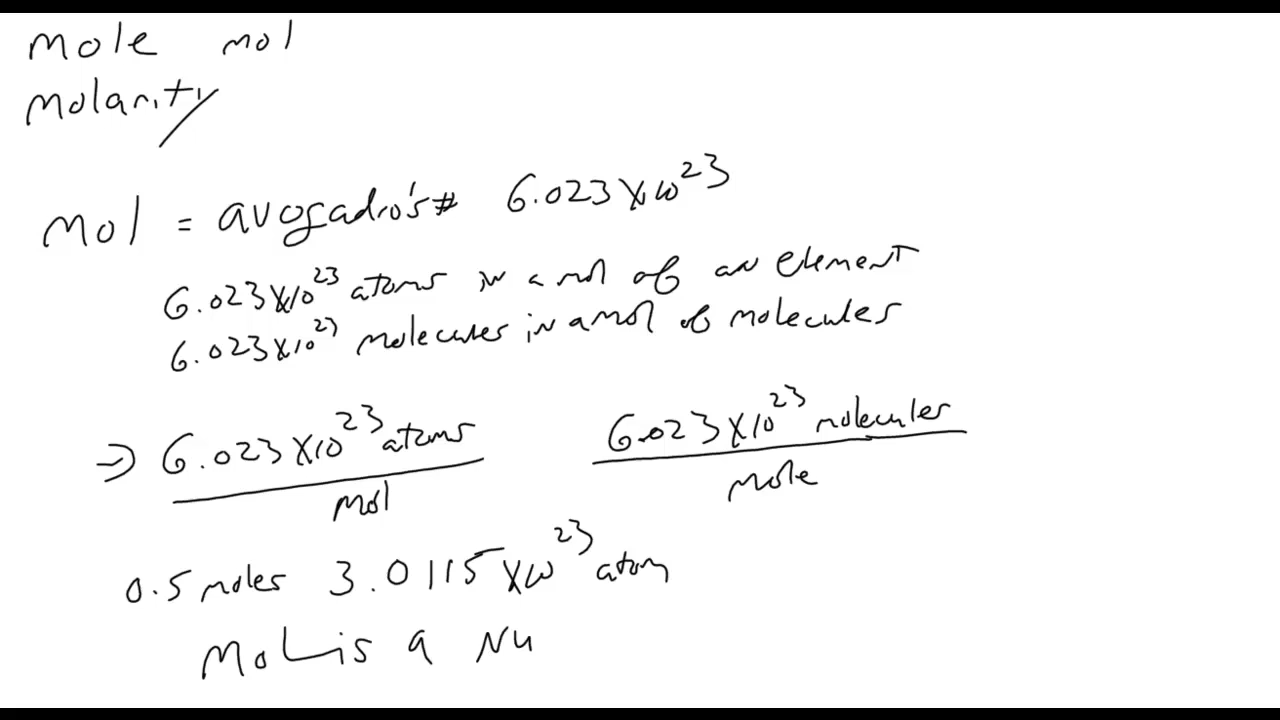 mole mol
molarity
mol = avogadro's # 6.023 x 10^23
6.023 x 10^23 atoms in a mol of an element
6.023 x 10^23 molecules in a mol of molecules
⇒ 6.023 x 10^23 atoms / mol 6.023 x 10^23 molecules / mole
0.5 moles 3.0115 x 10^23 atom
Mol is a Nu